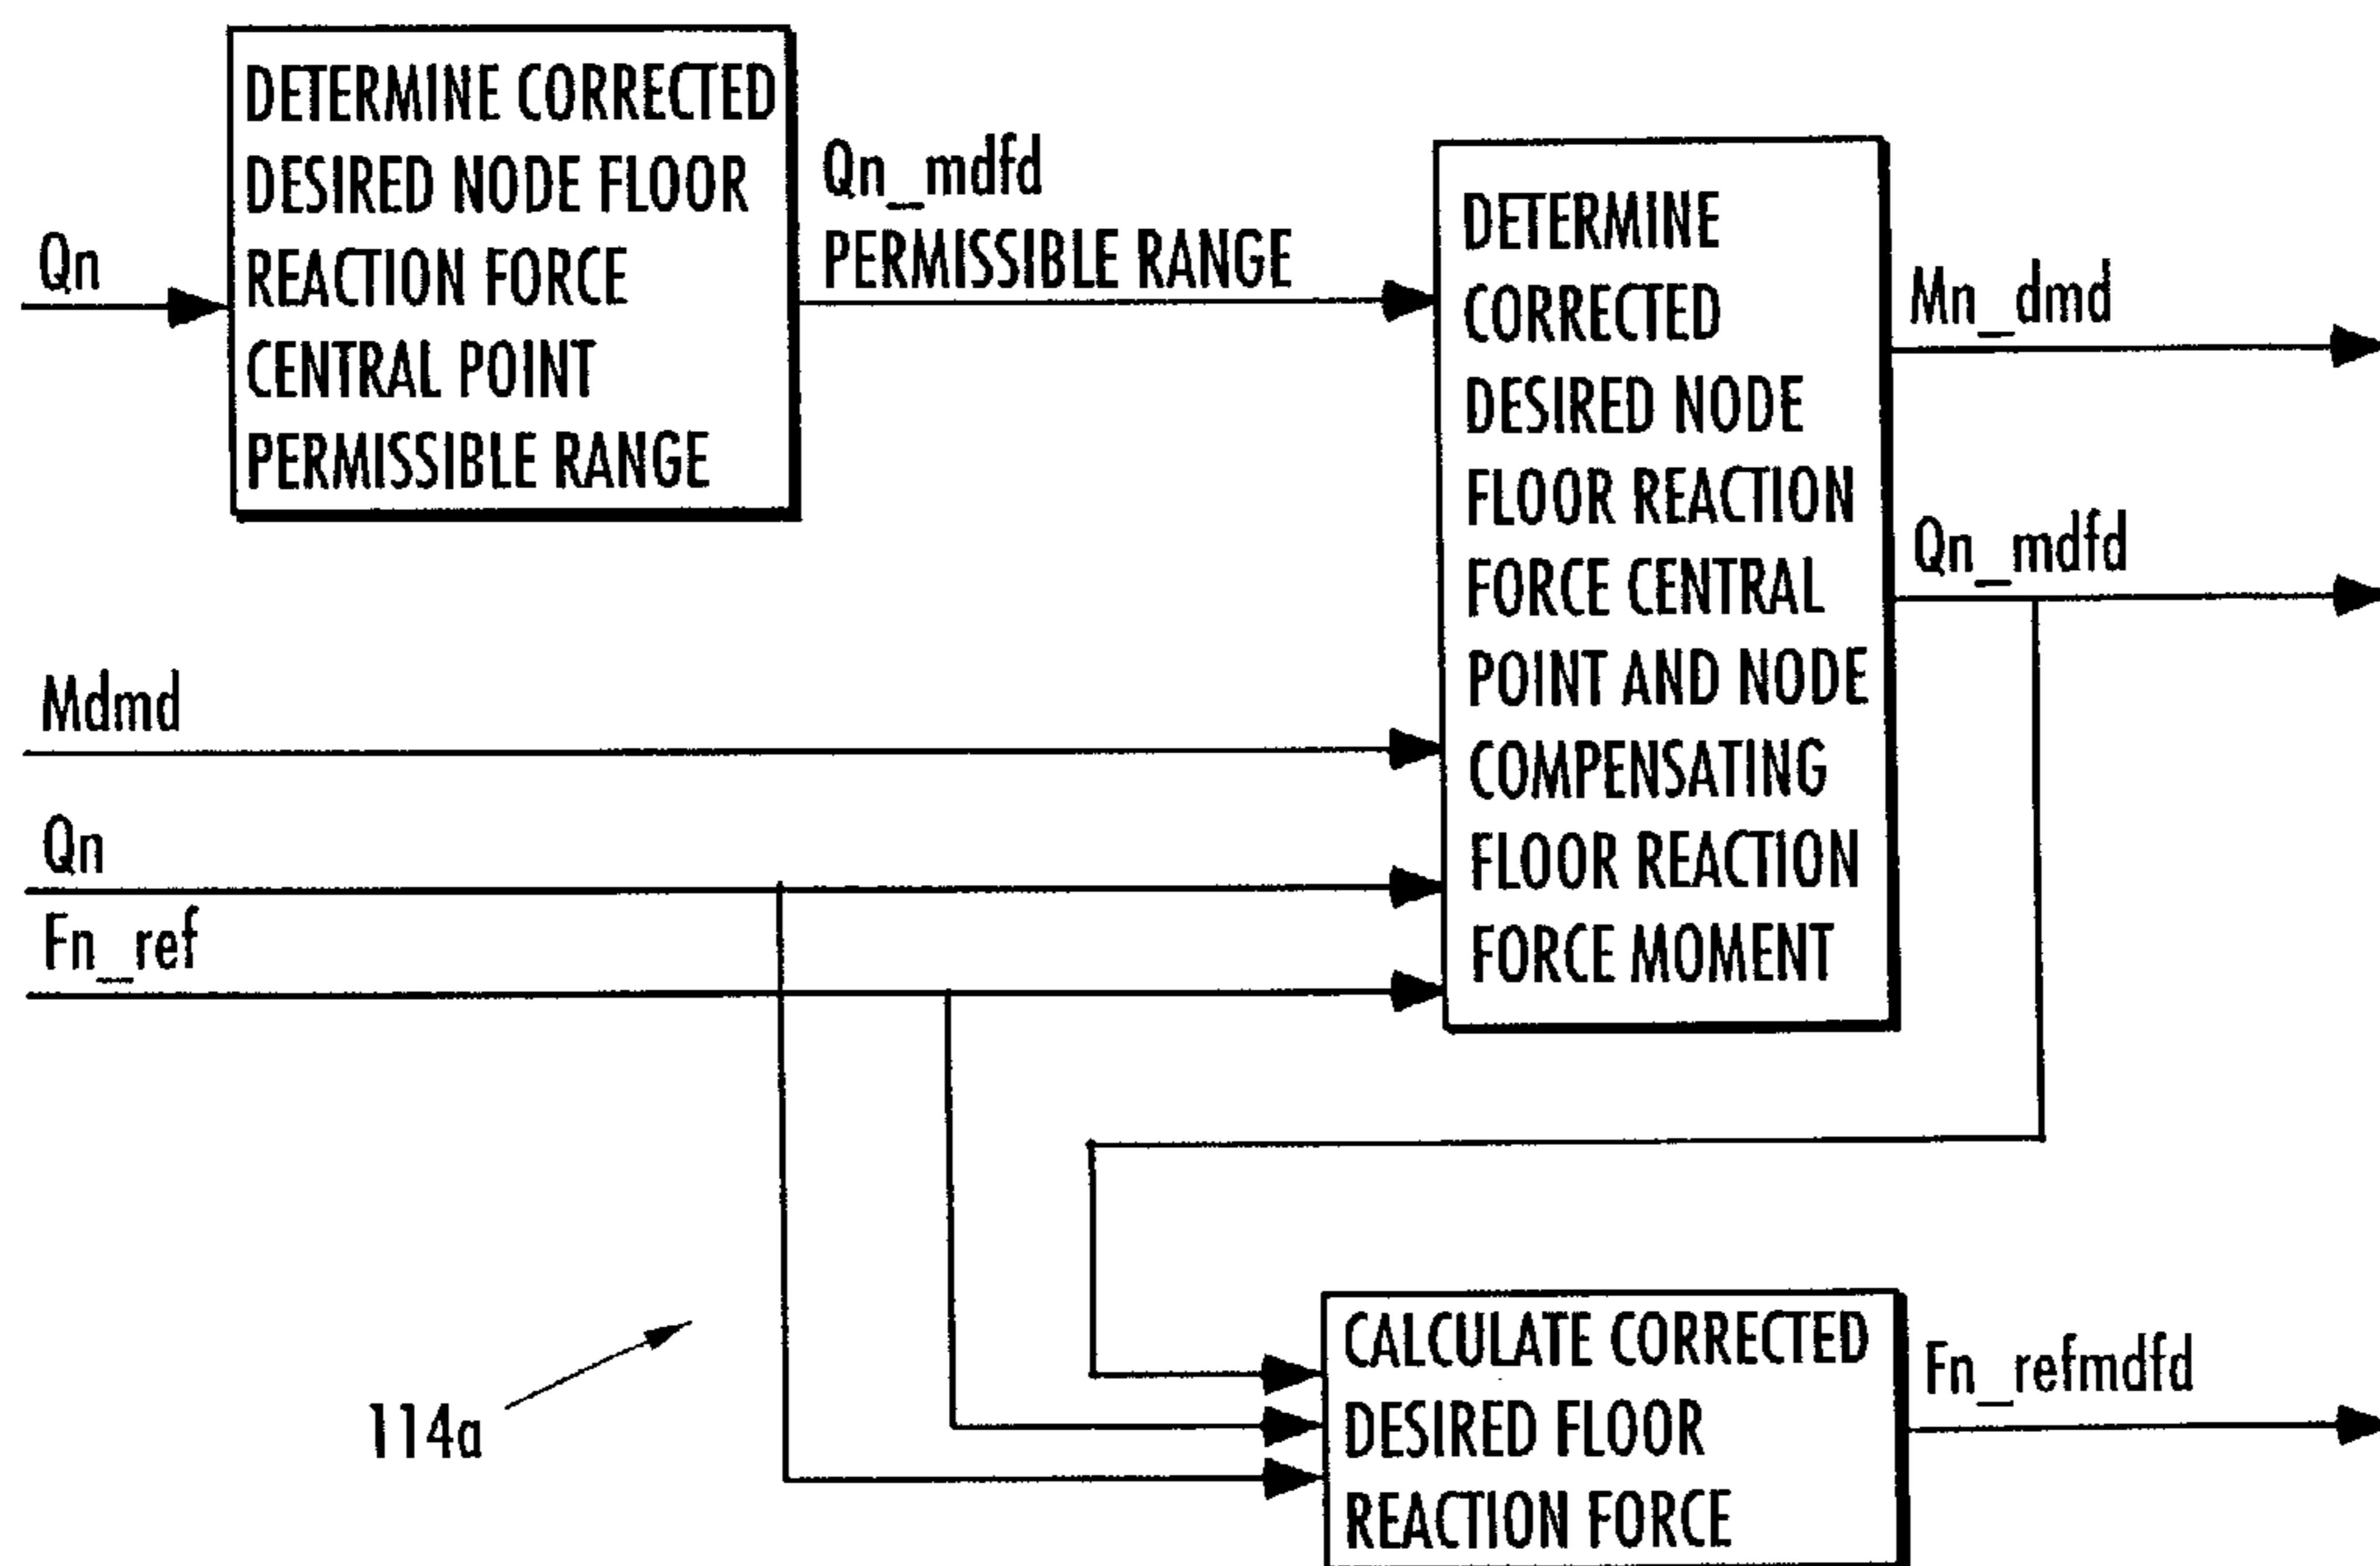 DETERMINE CORRECTED
DESIRED NODE FLOOR
REACTION FORCE
CENTRAL POINT
PERMISSIBLE RANGE
Qn
Qn_mdfd
PERMISSIBLE RANGE
DETERMINE
CORRECTED
DESIRED NODE
FLOOR REACTION
FORCE CENTRAL
POINT AND NODE
COMPENSATING
FLOOR REACTION
FORCE MOMENT
Mn_dmd
Qn_mdfd
Mdmd
Qn
Fn_ref
CALCULATE CORRECTED
DESIRED FLOOR
REACTION FORCE
Fn_refmdfd
114a